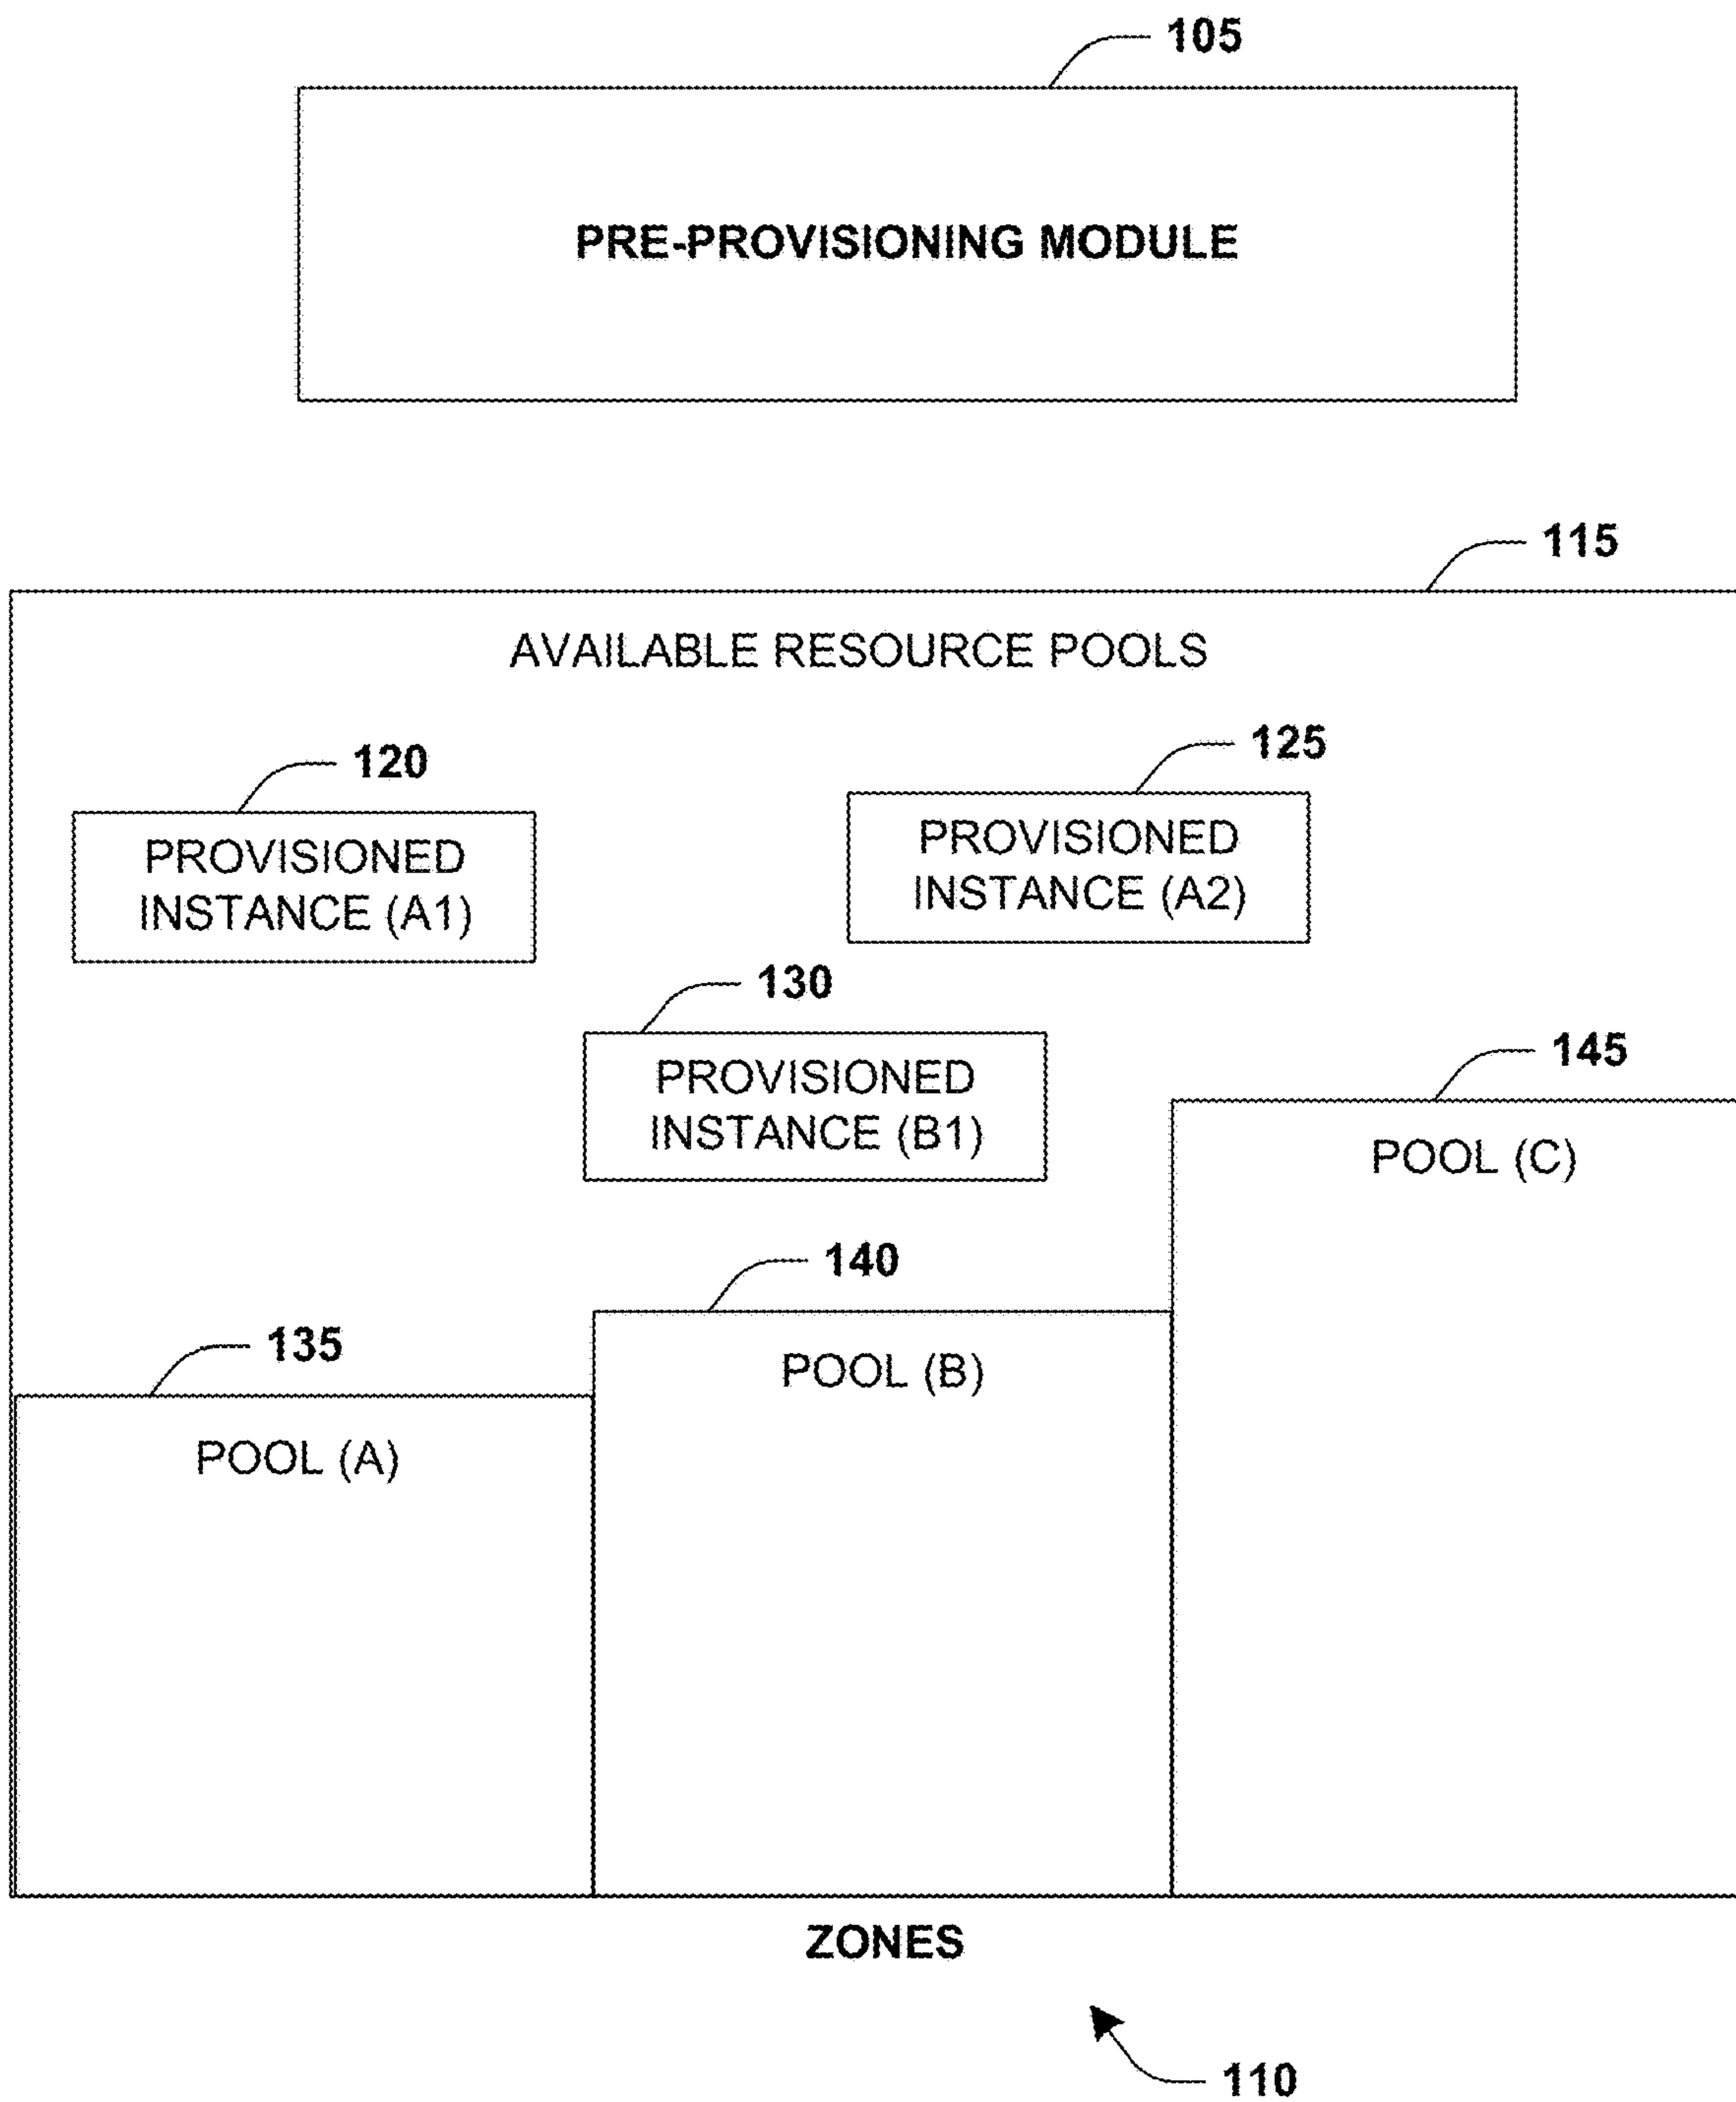 105
PRE-PROVISIONING MODULE
115
AVAILABLE RESOURCE POOLS
120
PROVISIONED
INSTANCE (A1)
125
PROVISIONED
INSTANCE (A2)
130
PROVISIONED
INSTANCE (B1)
145
POOL (C)
140
POOL (B)
135
POOL (A)
ZONES
110